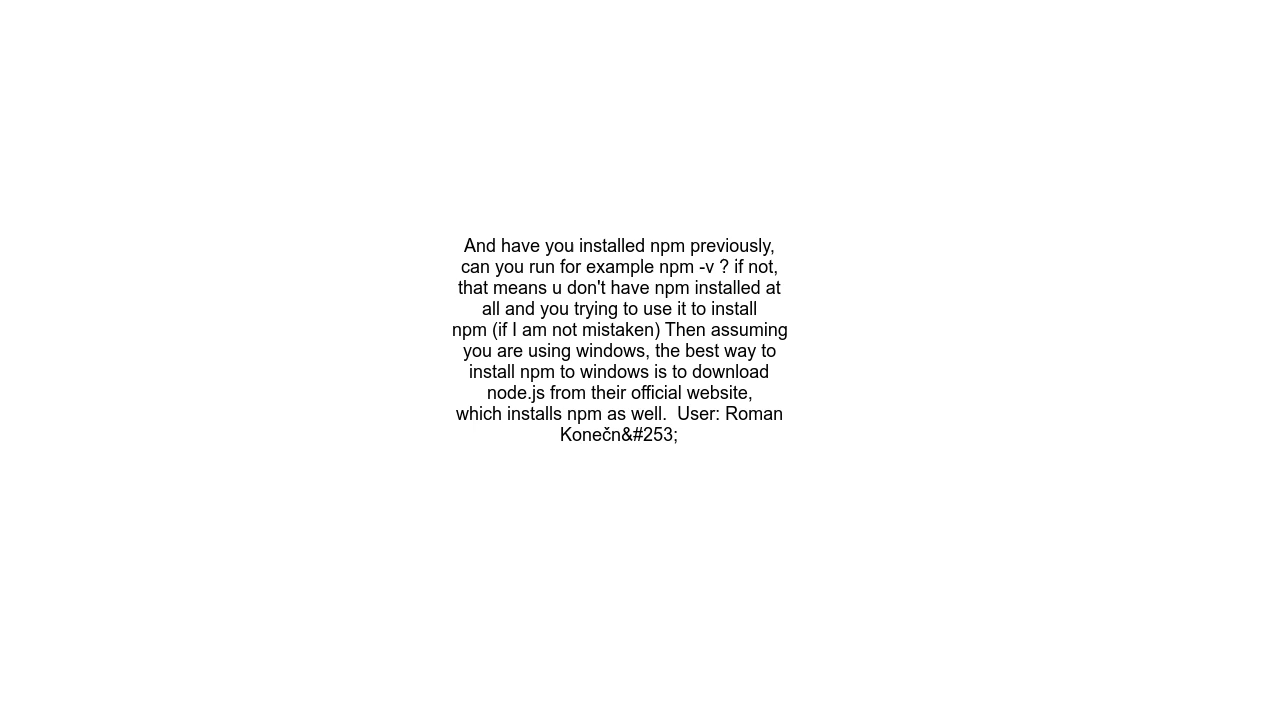 And have you installed npm previously,
can you run for example npm -v ? if not,
that means u don't have npm installed at
all and you trying to use it to install
npm (if I am not mistaken) Then assuming
you are using windows, the best way to
install npm to windows is to download
node.js from their official website,
which installs npm as well.  User: Roman
Konečn&#253;